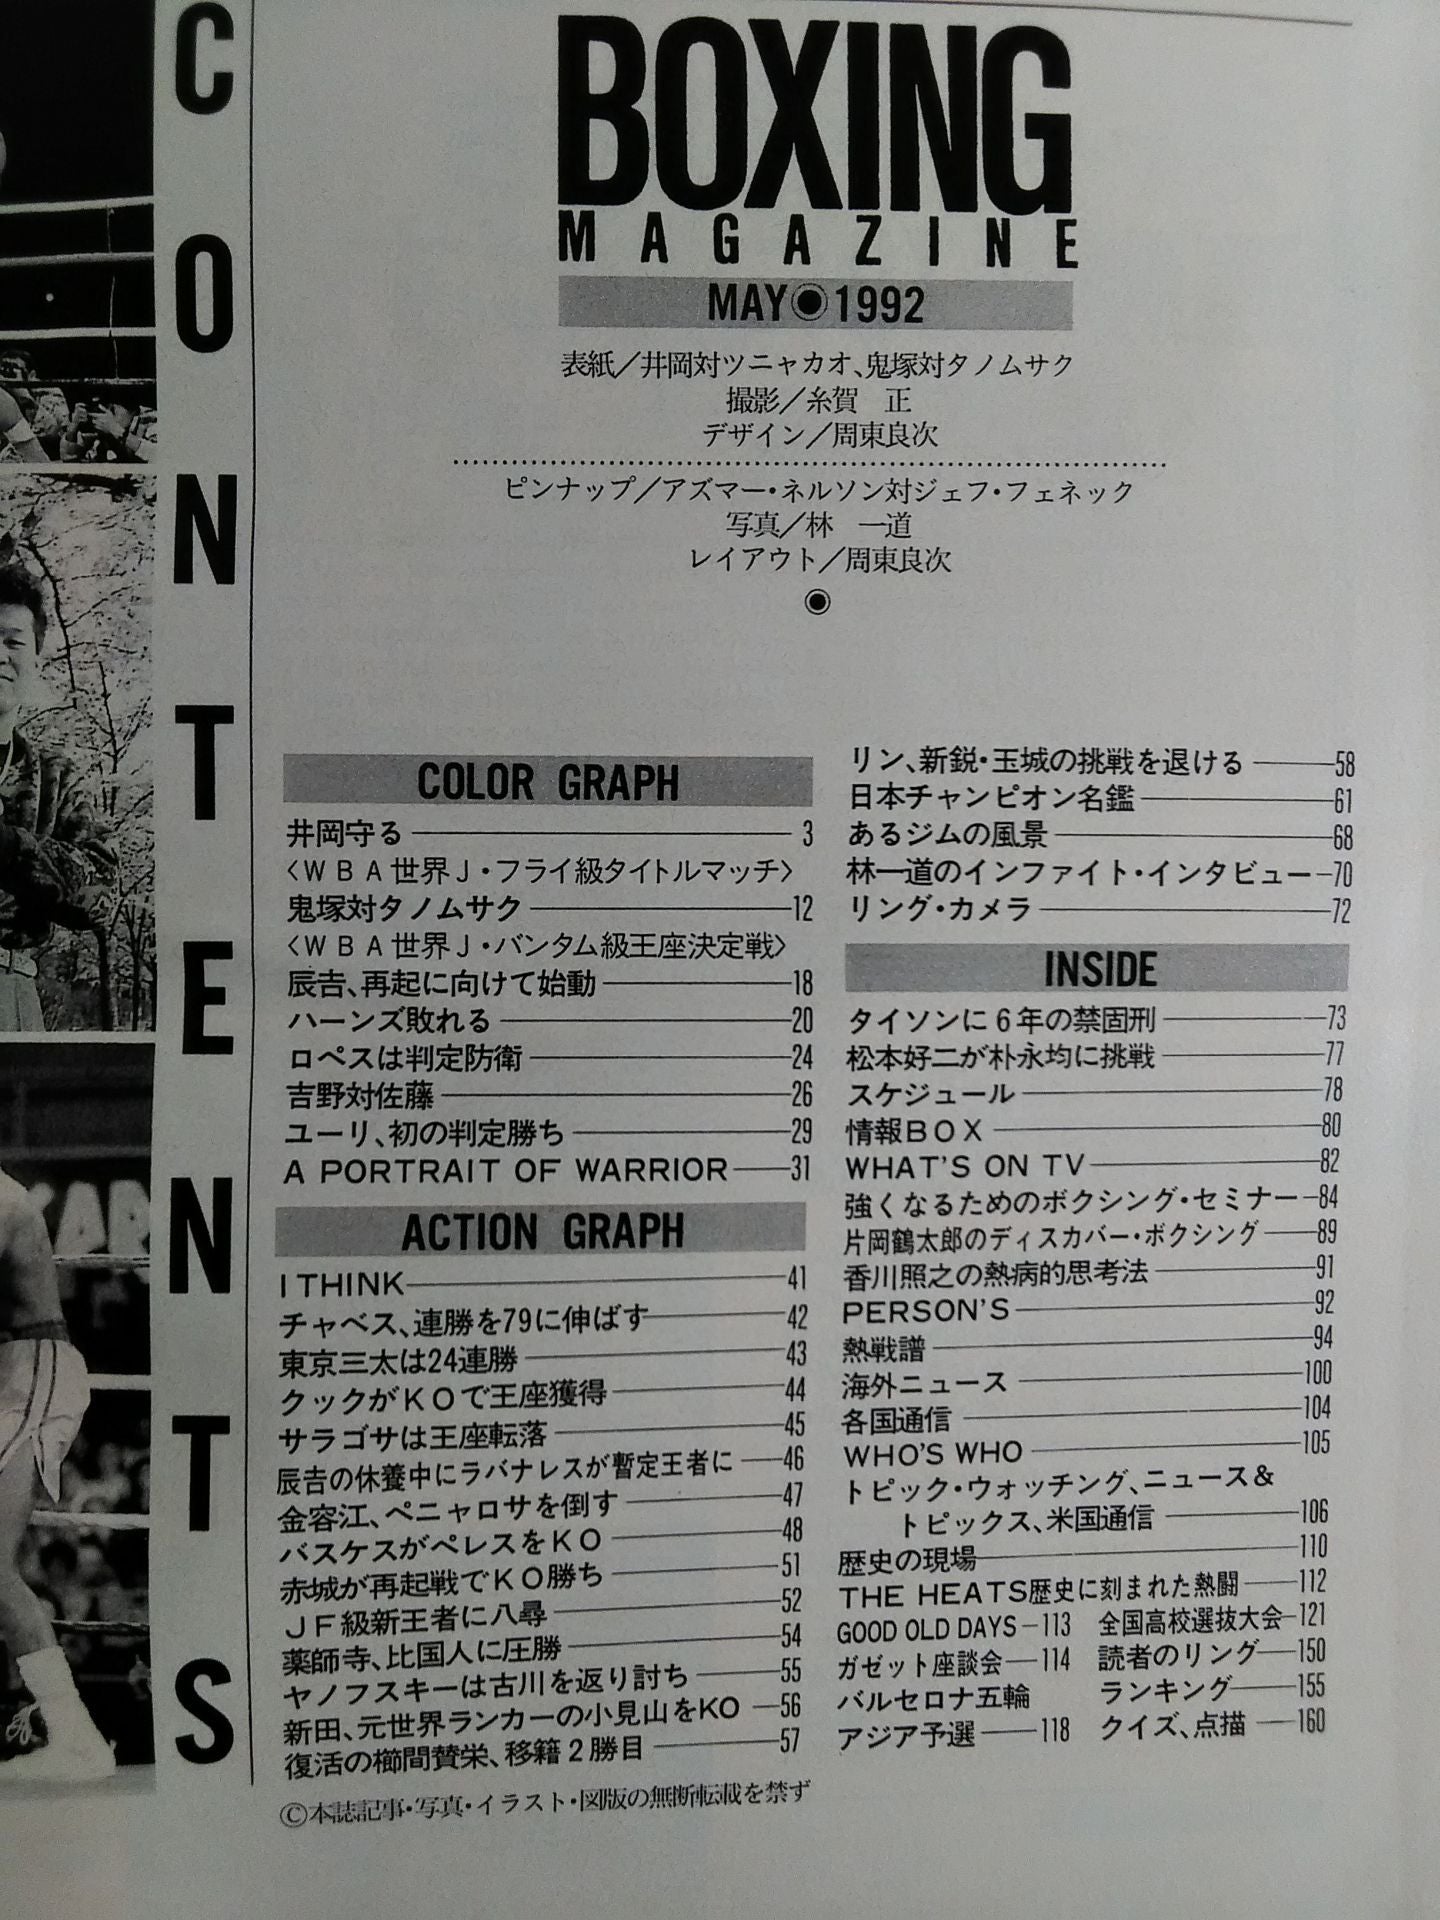 CONTENTS
BOXING
MAGAZINE
MAY◉1992
表紙／井岡対ツニャカオ、鬼塚対タノムサク
撮影／糸賀　正
デザイン／周東良次
ピンナップ／アズマー・ネルソン対ジェフ・フェネック
写真／林　一道
レイアウト／周東良次
◉
COLOR GRAPH
井岡守る 3
〈WBA世界J・フライ級タイトルマッチ〉
鬼塚対タノムサク 12
〈WBA世界J・バンタム級王座決定戦〉
辰吉、再起に向けて始動 18
ハーンズ敗れる 20
ロペスは判定防衛 24
吉野対佐藤 26
ユーリ、初の判定勝ち 29
A PORTRAIT OF WARRIOR 31
ACTION GRAPH
I THINK 41
チャベス、連勝を79に伸ばす 42
東京三太は24連勝 43
クックがKOで王座獲得 44
サラゴサは王座転落 45
辰吉の休養中にラバナレスが暫定王者に 46
金容江、ペニャロサを倒す 47
バスケスがペレスをKO 48
赤城が再起戦でKO勝ち 51
JF級新王者に八尋 52
薬師寺、比国人に圧勝 54
ヤノフスキーは古川を返り討ち 55
新田、元世界ランカーの小見山をKO 56
復活の櫛間賛栄、移籍2勝目 57
リン、新鋭・玉城の挑戦を退ける 58
日本チャンピオン名鑑 61
あるジムの風景 68
林一道のインファイト・インタビュー 70
リング・カメラ 72
INSIDE
タイソンに6年の禁固刑 73
松本好二が朴永均に挑戦 77
スケジュール 78
情報BOX 80
WHAT'S ON TV 82
強くなるためのボクシング・セミナー 84
片岡鶴太郎のディスカバー・ボクシング 89
香川照之の熱病的思考法 91
PERSON'S 92
熱戦譜 94
海外ニュース 100
各国通信 104
WHO'S WHO 105
トピック・ウォッチング、ニュース&
トピックス、米国通信 106
歴史の現場 110
THE HEATS歴史に刻まれた熱闘 112
GOOD OLD DAYS 113　全国高校選抜大会 121
ガゼット座談会 114　読者のリング 150
バルセロナ五輪　ランキング 155
アジア予選 118　クイズ、点描 160
©本誌記事・写真・イラスト・図版の無断転載を禁ず